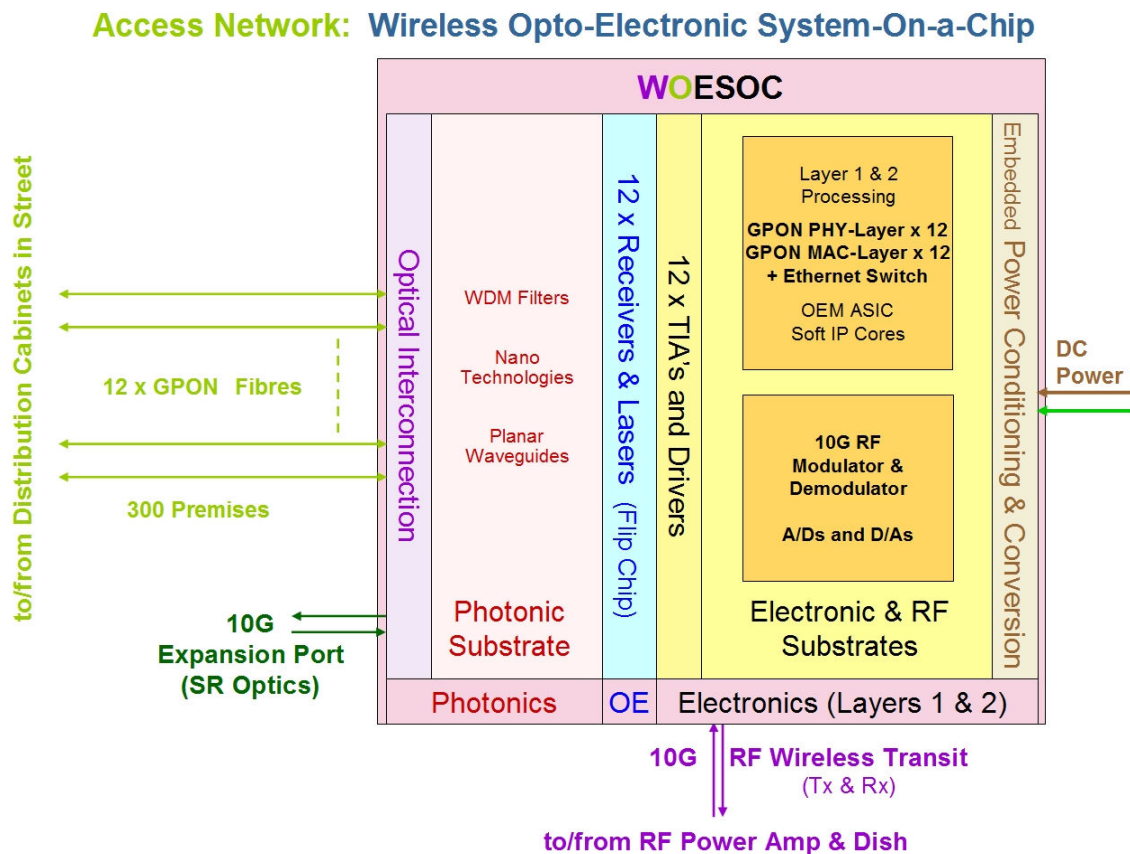 Access Network: Wireless Opto-Electronic System-On-a-Chip
WOESOC
to/from Distribution Cabinets in Street
12 x GPON Fibres
300 Premises
10G
Expansion Port
(SR Optics)
Optical Interconnection
WDM Filters
Nano
Technologies
Planar
Waveguides
Photonic
Substrate
12 x Receivers & Lasers (Flip Chip)
12 x TIA's and Drivers
Layer 1 & 2
Processing
GPON PHY-Layer x 12
GPON MAC-Layer x 12
+ Ethernet Switch
OEM ASIC
Soft IP Cores
10G RF
Modulator &
Demodulator
A/Ds and D/As
Electronic & RF
Substrates
Embedded Power Conditioning & Conversion
DC
Power
Photonics
OE
Electronics (Layers 1 & 2)
10G RF Wireless Transit
(Tx & Rx)
to/from RF Power Amp & Dish